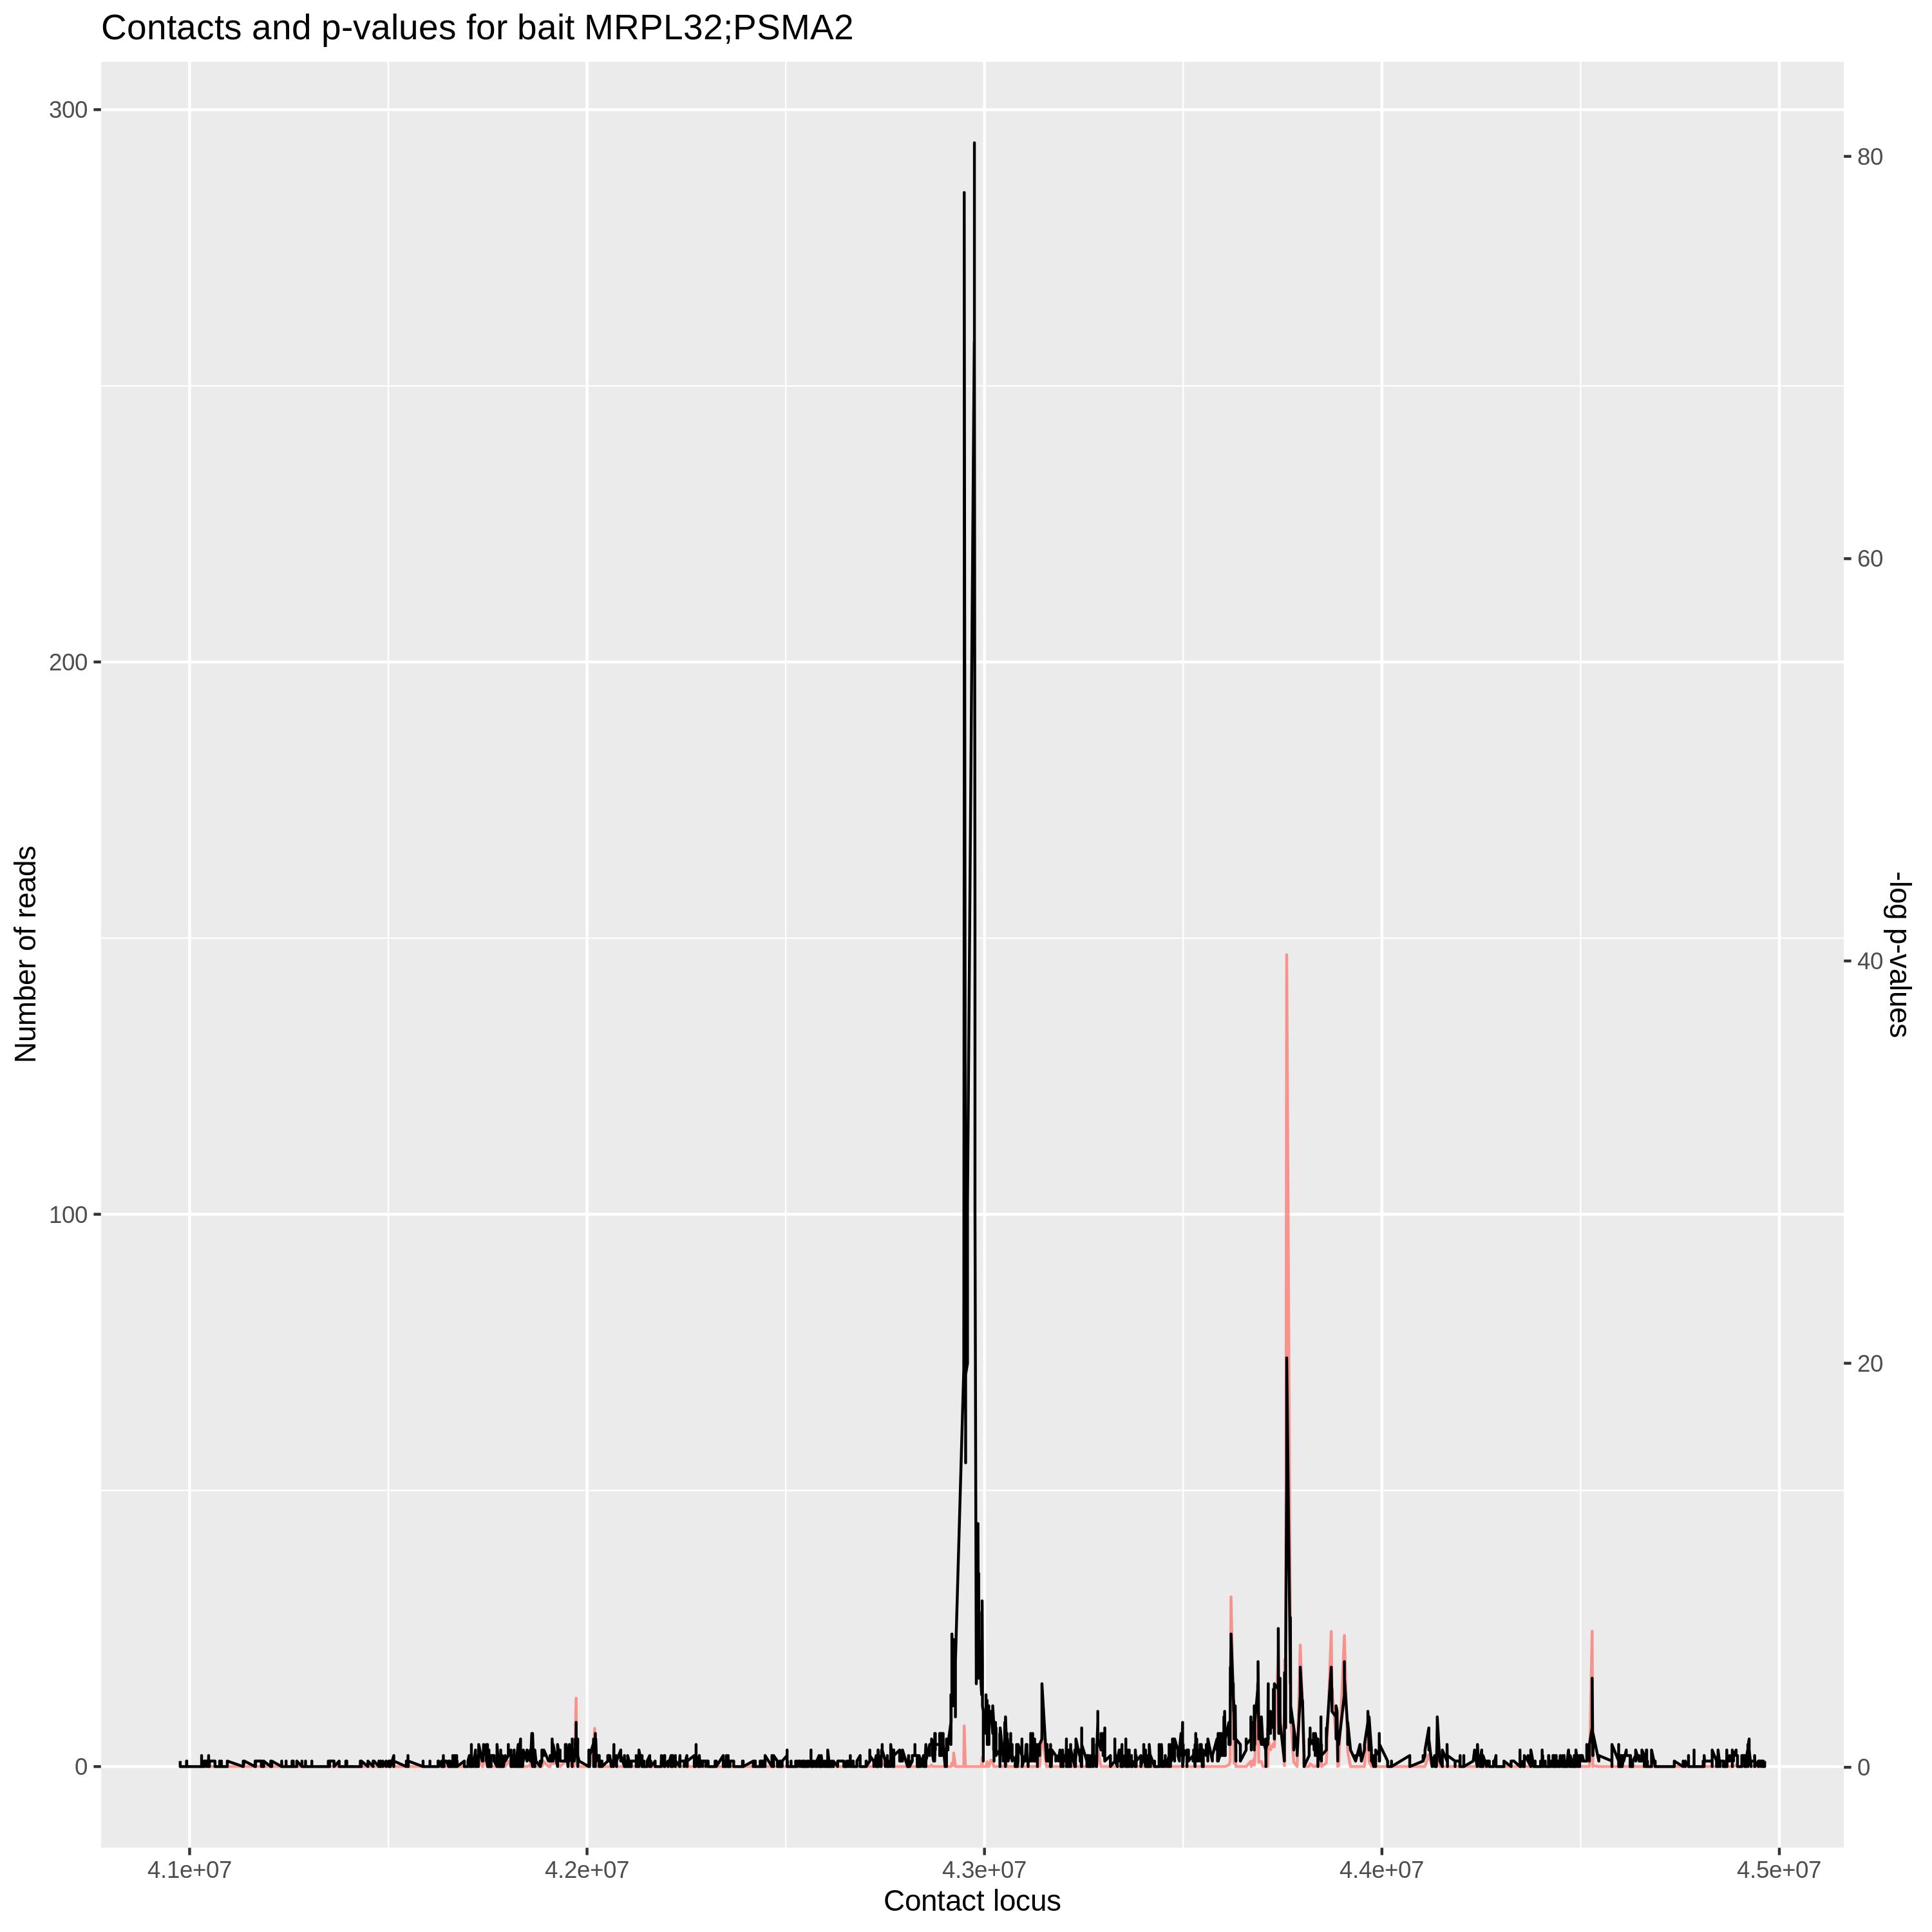 Contacts and p-values for bait MRPL32;PSMA2
300
200
100
0
Number of reads
80
60
40
20
0
-log p-values
4.1e+07
4.2e+07
4.3e+07
4.4e+07
4.5e+07
Contact locus